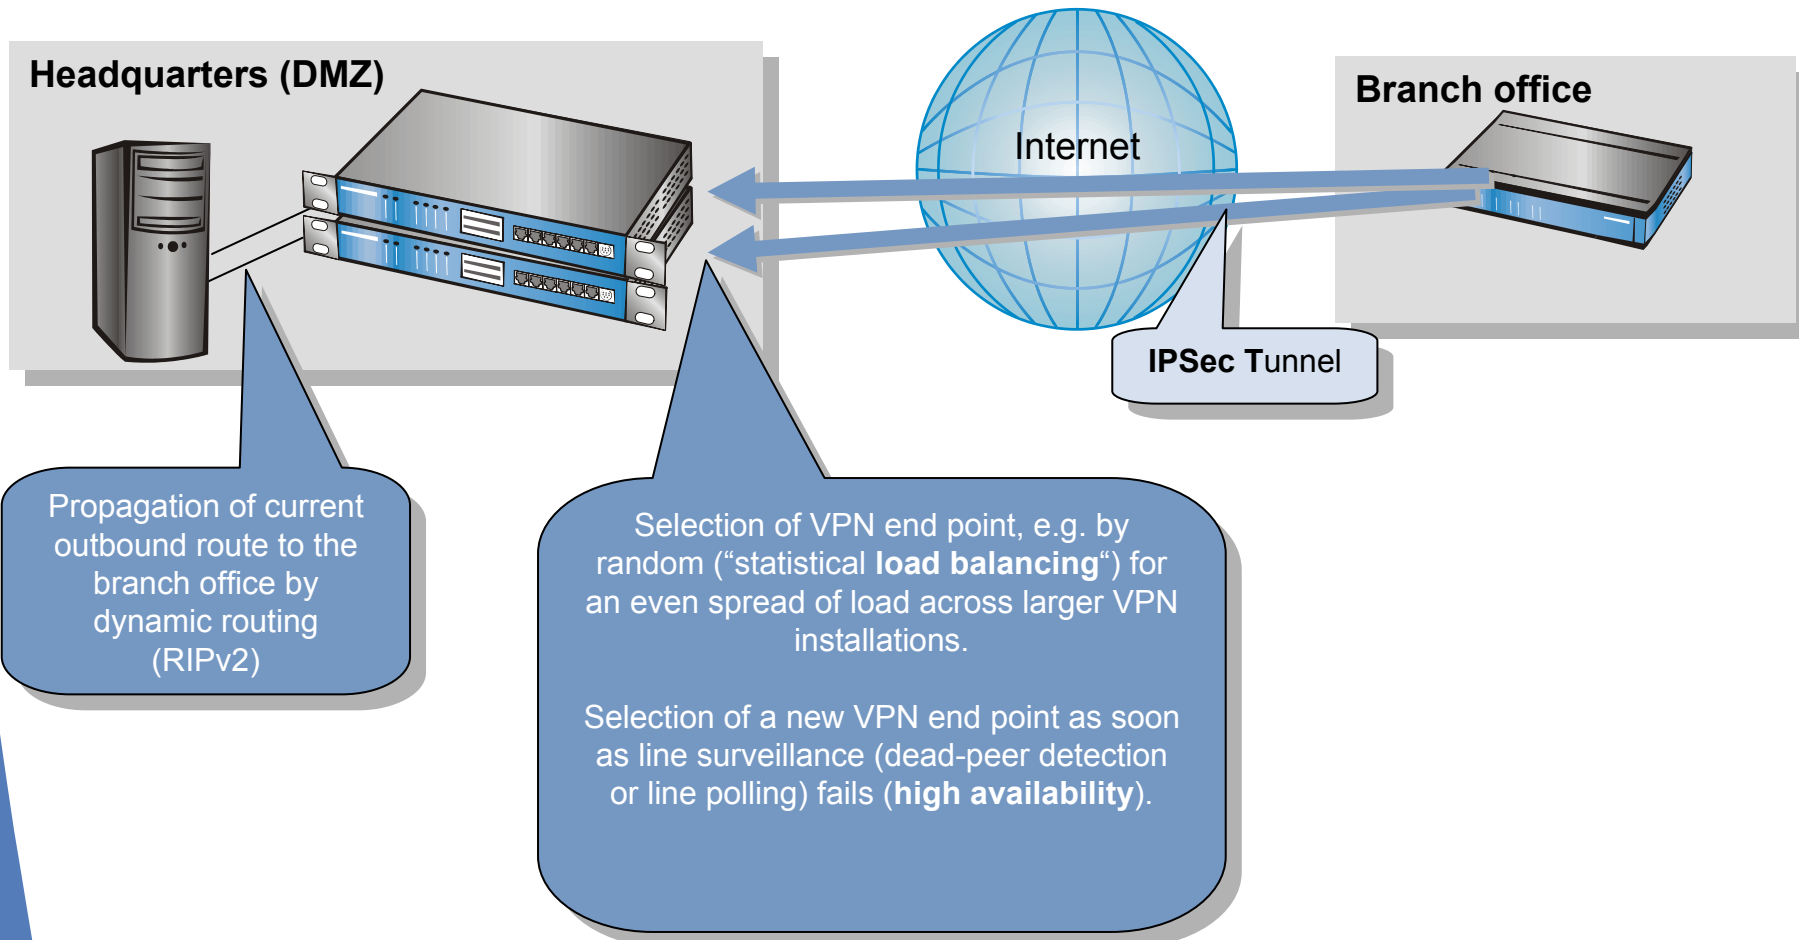 Headquarters (DMZ)
Internet
Branch office
IPSec Tunnel
Propagation of current
outbound route to the
branch office by
dynamic routing
(RIPv2)
Selection of VPN end point, e.g. by
random (“statistical load balancing“) for
an even spread of load across larger VPN
installations.
Selection of a new VPN end point as soon
as line surveillance (dead-peer detection
or line polling) fails (high availability).